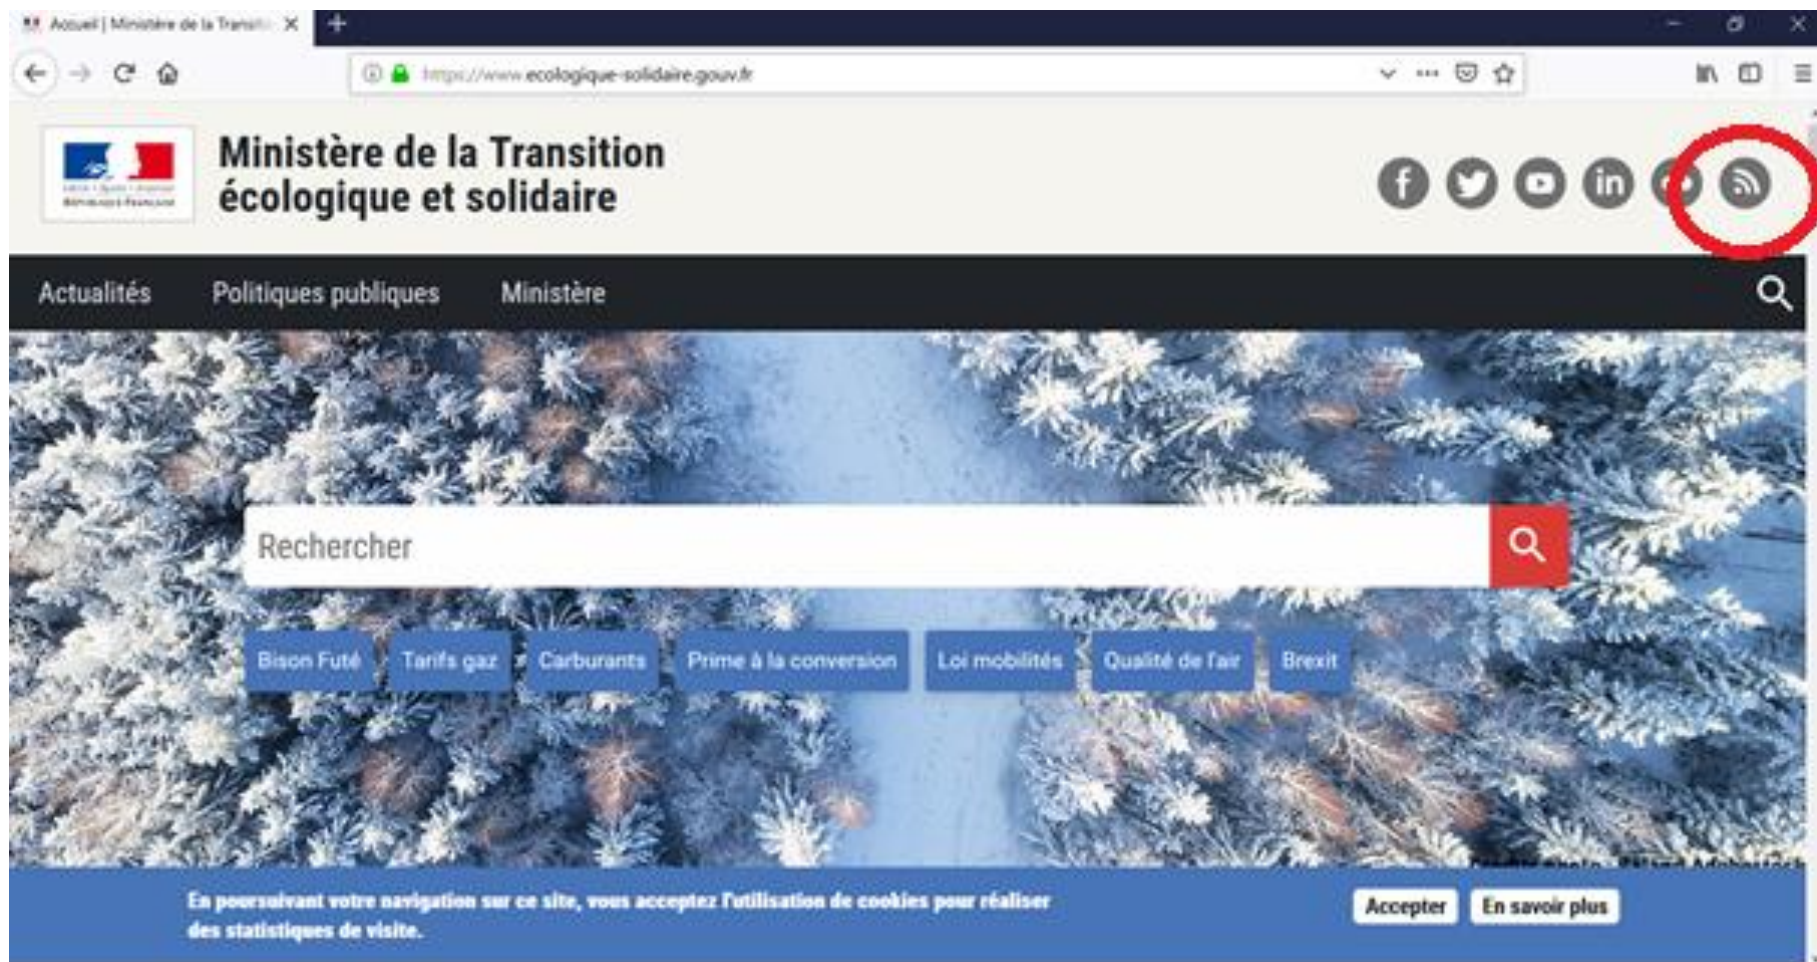 Accueil | Ministère de la Transitio
https://www.ecologique-solidaire.gouv.fr
Ministère de la Transition
écologique et solidaire
RÉPUBLIQUE FRANÇAISE
Actualités Politiques publiques Ministère
Rechercher
Bison Futé Tarifs gaz Carburants Prime à la conversion Loi mobilités Qualité de l'air Brexit
En poursuivant votre navigation sur ce site, vous acceptez l'utilisation de cookies pour réaliser
des statistiques de visite.
Accepter En savoir plus